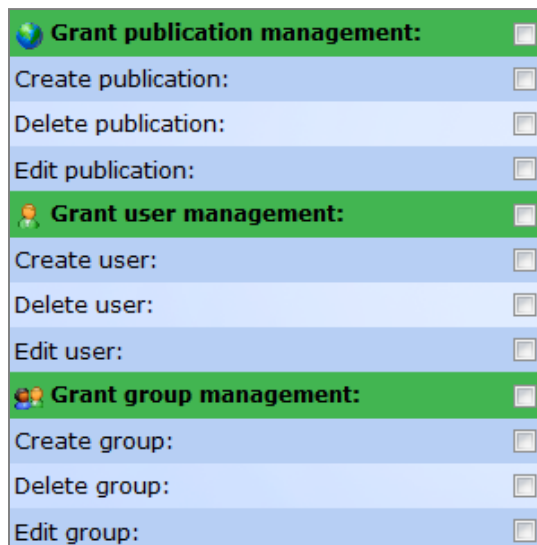 Grant publication management:
Create publication:
Delete publication:
Edit publication:
Grant user management:
Create user:
Delete user:
Edit user:
Grant group management:
Create group:
Delete group:
Edit group: